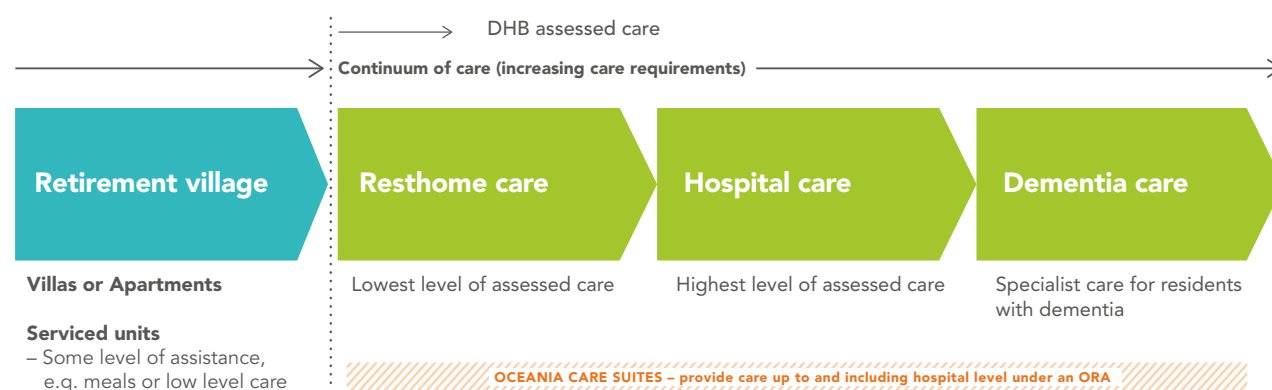 DHB assessed care
Continuum of care (increasing care requirements)
Retirement village
Resthome care
Hospital care
Dementia care
Villas or Apartments
Lowest level of assessed care
Highest level of assessed care
Specialist care for residents
with dementia
Serviced units
– Some level of assistance,
e.g. meals or low level care
OCEANIA CARE SUITES – provide care up to and including hospital level under an ORA